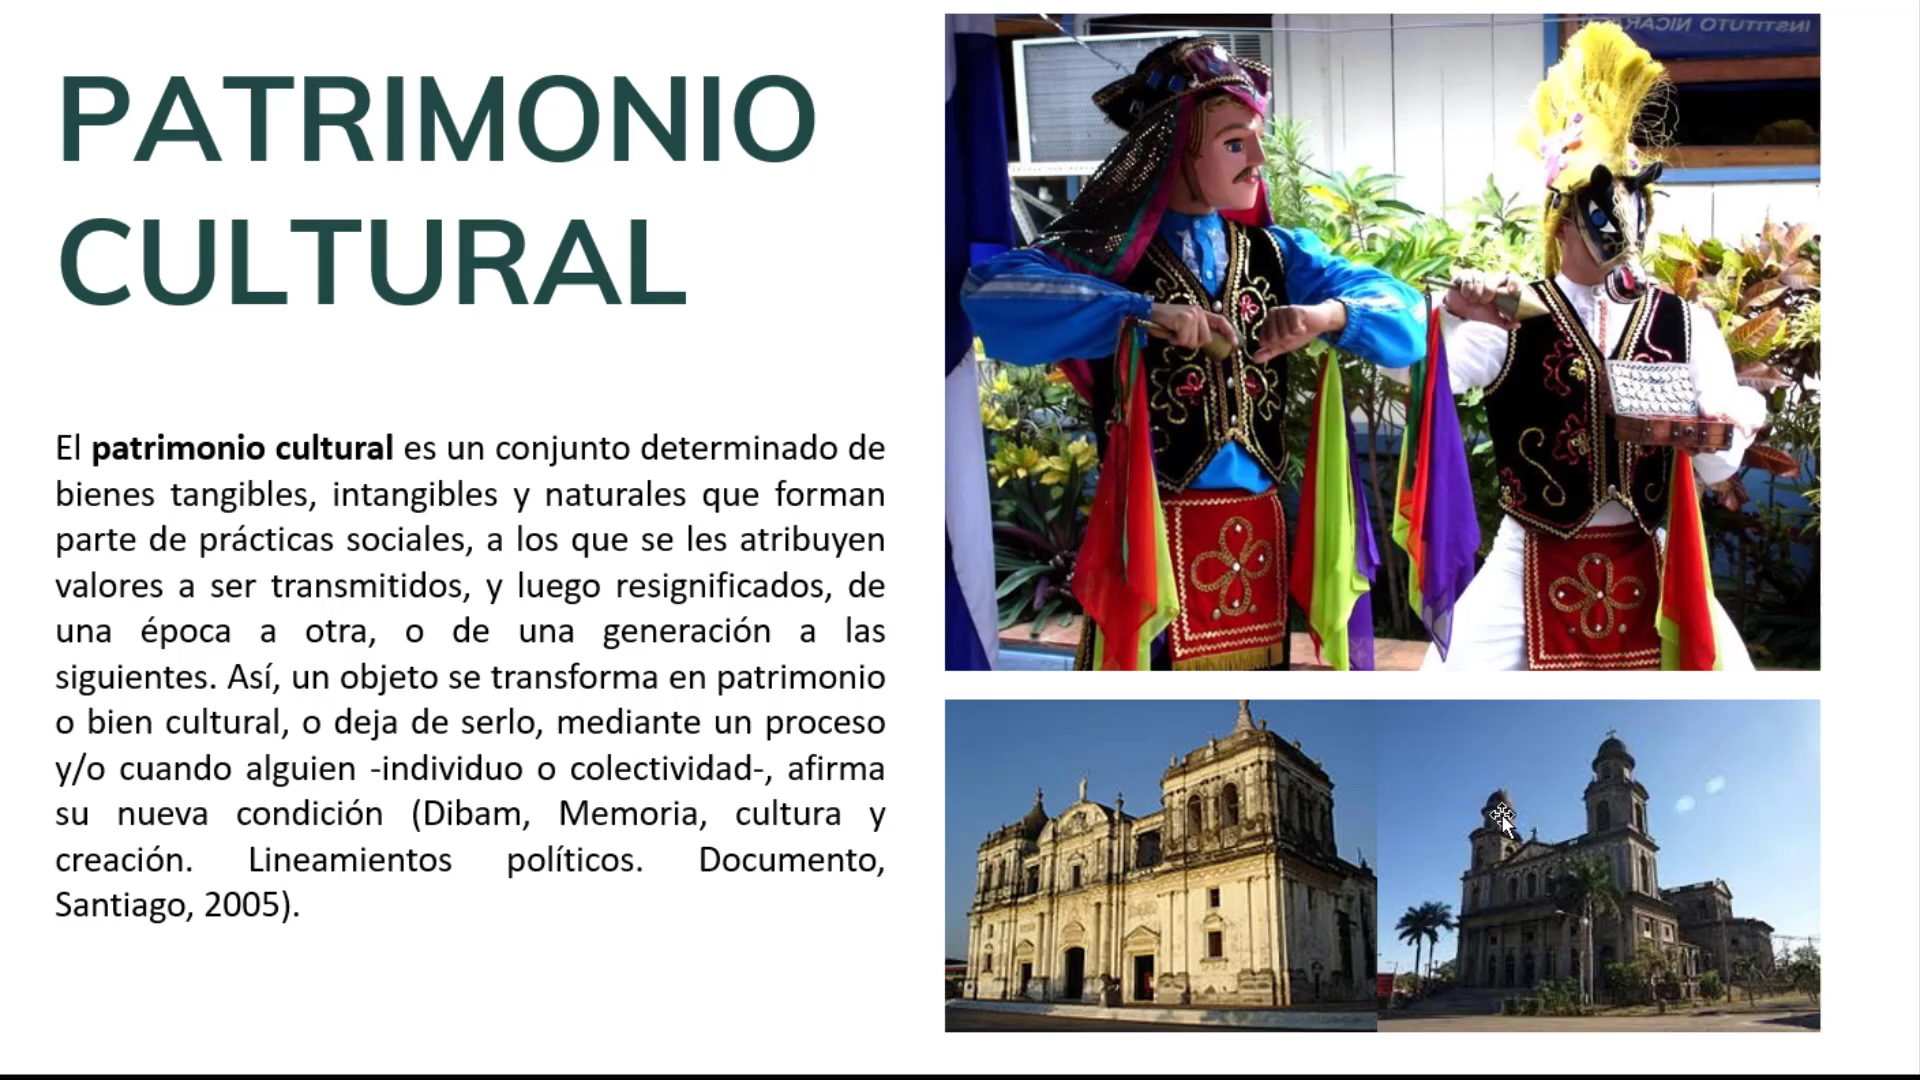 PATRIMONIO
CULTURAL
El patrimonio cultural es un conjunto determinado de
bienes tangibles, intangibles y naturales que forman
parte de prácticas sociales, a los que se les atribuyen
valores a ser transmitidos, y luego resignificados, de
una época a otra, o de una generación a las
siguientes. Así, un objeto se transforma en patrimonio
o bien cultural, o deja de serlo, mediante un proceso
y/o cuando alguien -individuo o colectividad-, afirma
su nueva condición (Dibam, Memoria, cultura y
creación. Lineamientos políticos. Documento,
Santiago, 2005).
INSTITUTO